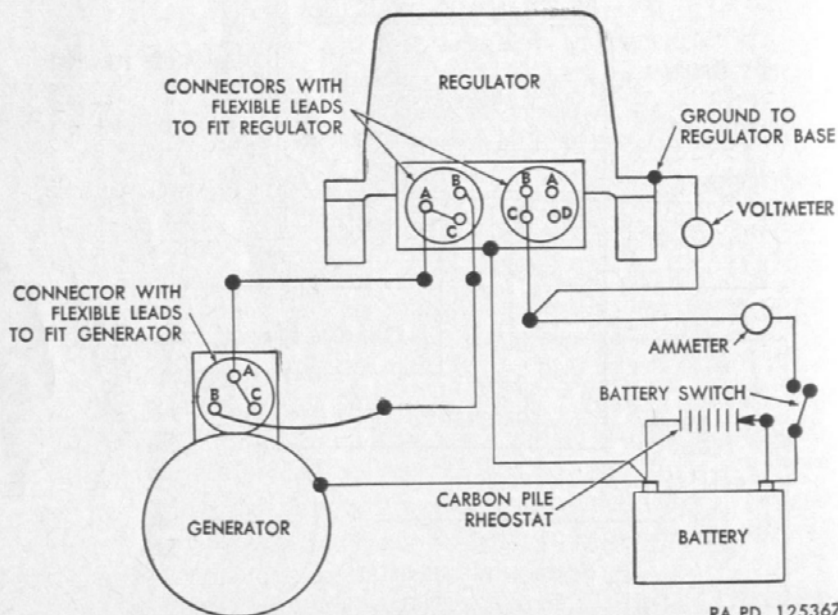 REGULATOR
CONNECTORS WITH
FLEXIBLE LEADS
TO FIT REGULATOR
GROUND TO
REGULATOR BASE
B
A
C
B A
C D
VOLTMETER
CONNECTOR WITH
FLEXIBLE LEADS
TO FIT GENERATOR
AMMETER
A
B C
BATTERY SWITCH
CARBON PILE
RHEOSTAT
GENERATOR
BATTERY
RA PD 125367